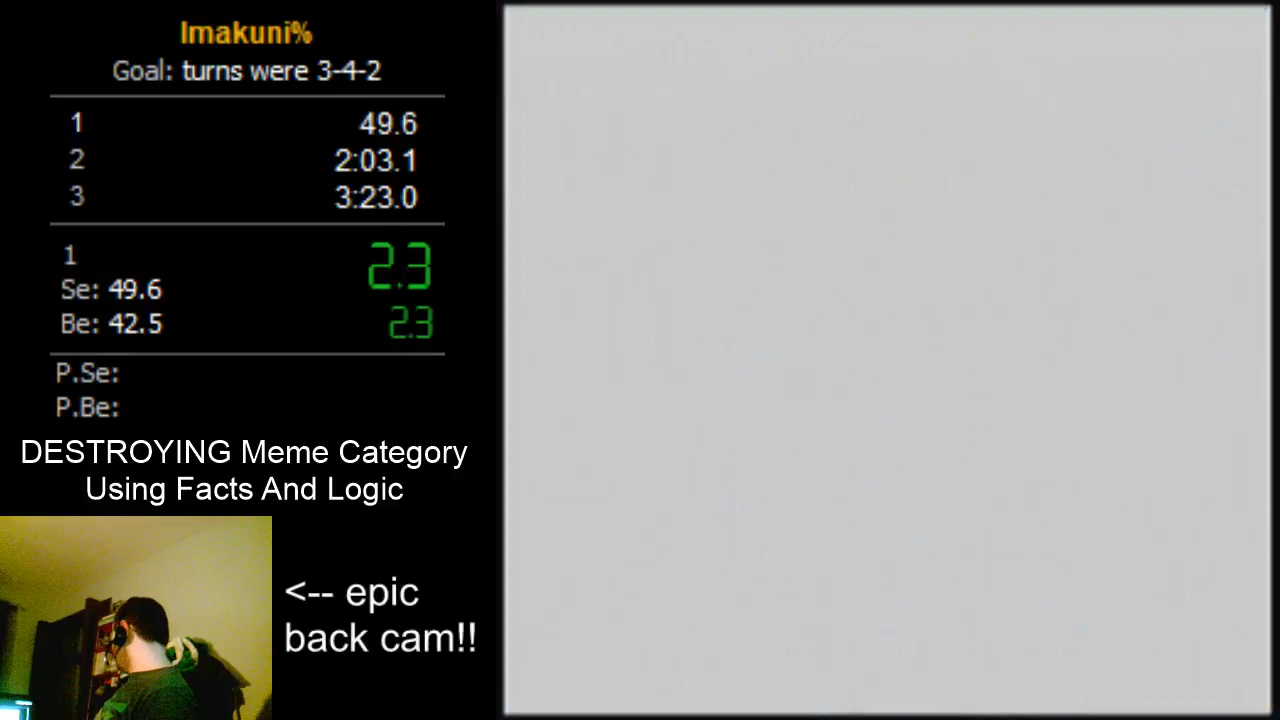 Imakuni%
Goal: turns were 3-4-2
1 49.6
2 2:03.1
3 3:23.0
1 2.3
Se: 49.6
Be: 42.5 2.3
P.Se:
P.Be:
DESTROYING Meme Category
Using Facts And Logic
<-- epic
back cam!!